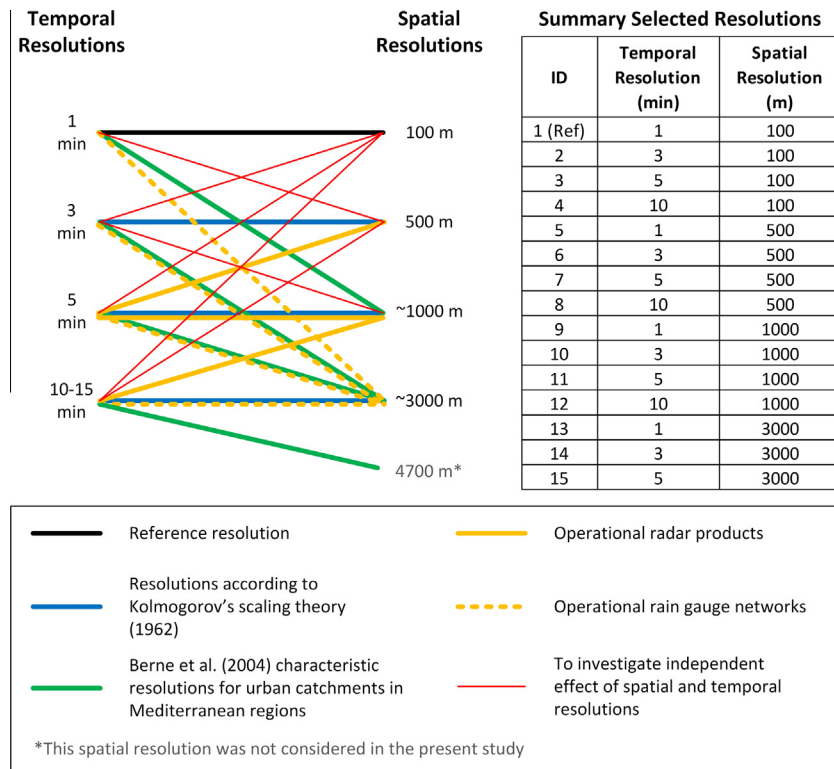 Temporal
Resolutions
Spatial
Resolutions
1
min
3
min
5
min
10-15
min
100 m
500 m
~1000 m
~3000 m
4700 m*
Summary Selected Resolutions
ID Temporal Resolution (min) Spatial Resolution (m)
1 (Ref) 1 100
2 3 100
3 5 100
4 10 100
5 1 500
6 3 500
7 5 500
8 10 500
9 1 1000
10 3 1000
11 5 1000
12 10 1000
13 1 3000
14 3 3000
15 5 3000
Reference resolution
Resolutions according to
Kolmogorov's scaling theory
(1962)
Berne et al. (2004) characteristic
resolutions for urban catchments in
Mediterranean regions
Operational radar products
Operational rain gauge networks
To investigate independent
effect of spatial and temporal
resolutions
*This spatial resolution was not considered in the present study